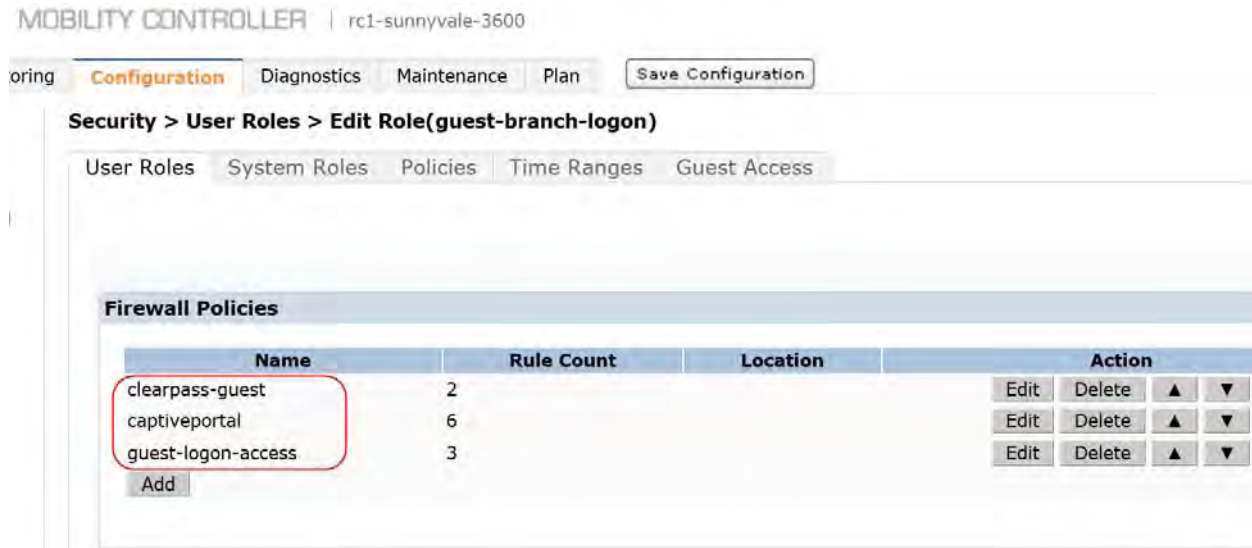 MOBILITY CONTROLLER | rc1-sunnyvale-3600
oring Configuration Diagnostics Maintenance Plan Save Configuration
Security > User Roles > Edit Role(guest-branch-logon)
User Roles System Roles Policies Time Ranges Guest Access
Firewall Policies
Name Rule Count Location Action
clearpass-guest 2 Edit Delete ▲ ▼
captiveportal 6 Edit Delete ▲ ▼
guest-logon-access 3 Edit Delete ▲ ▼
Add